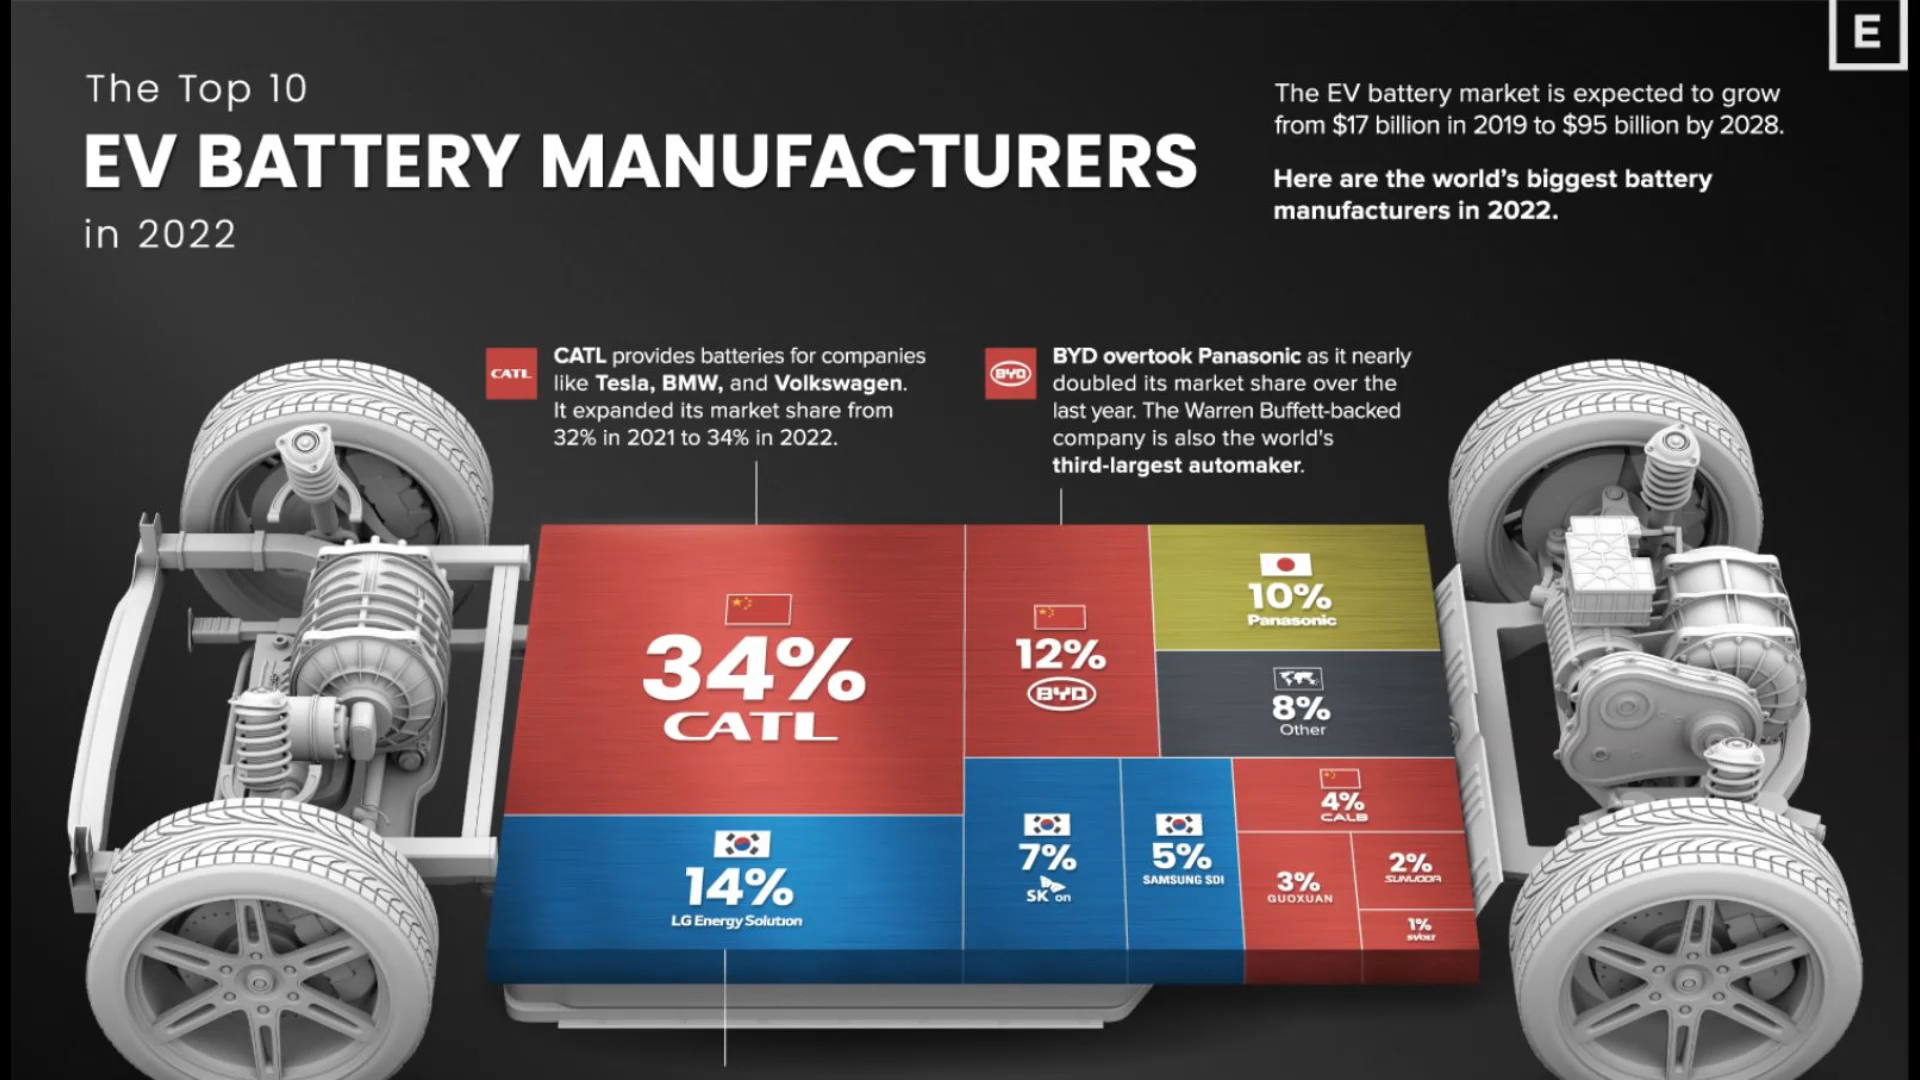 E
The Top 10
EV BATTERY MANUFACTURERS
in 2022
The EV battery market is expected to grow
from $17 billion in 2019 to $95 billion by 2028.
Here are the world's biggest battery
manufacturers in 2022.
CATL
CATL provides batteries for companies
like Tesla, BMW, and Volkswagen.
It expanded its market share from
32% in 2021 to 34% in 2022.
BYD
BYD overtook Panasonic as it nearly
doubled its market share over the
last year. The Warren Buffett-backed
company is also the world's
third-largest automaker.
34%
CATL
12%
BYD
10%
Panasonic
8%
Other
14%
LG Energy Solution
7%
SK on
5%
SAMSUNG SDI
4%
CALB
3%
GUOXUAN
2%
SUNWODA
1%
SVOLT